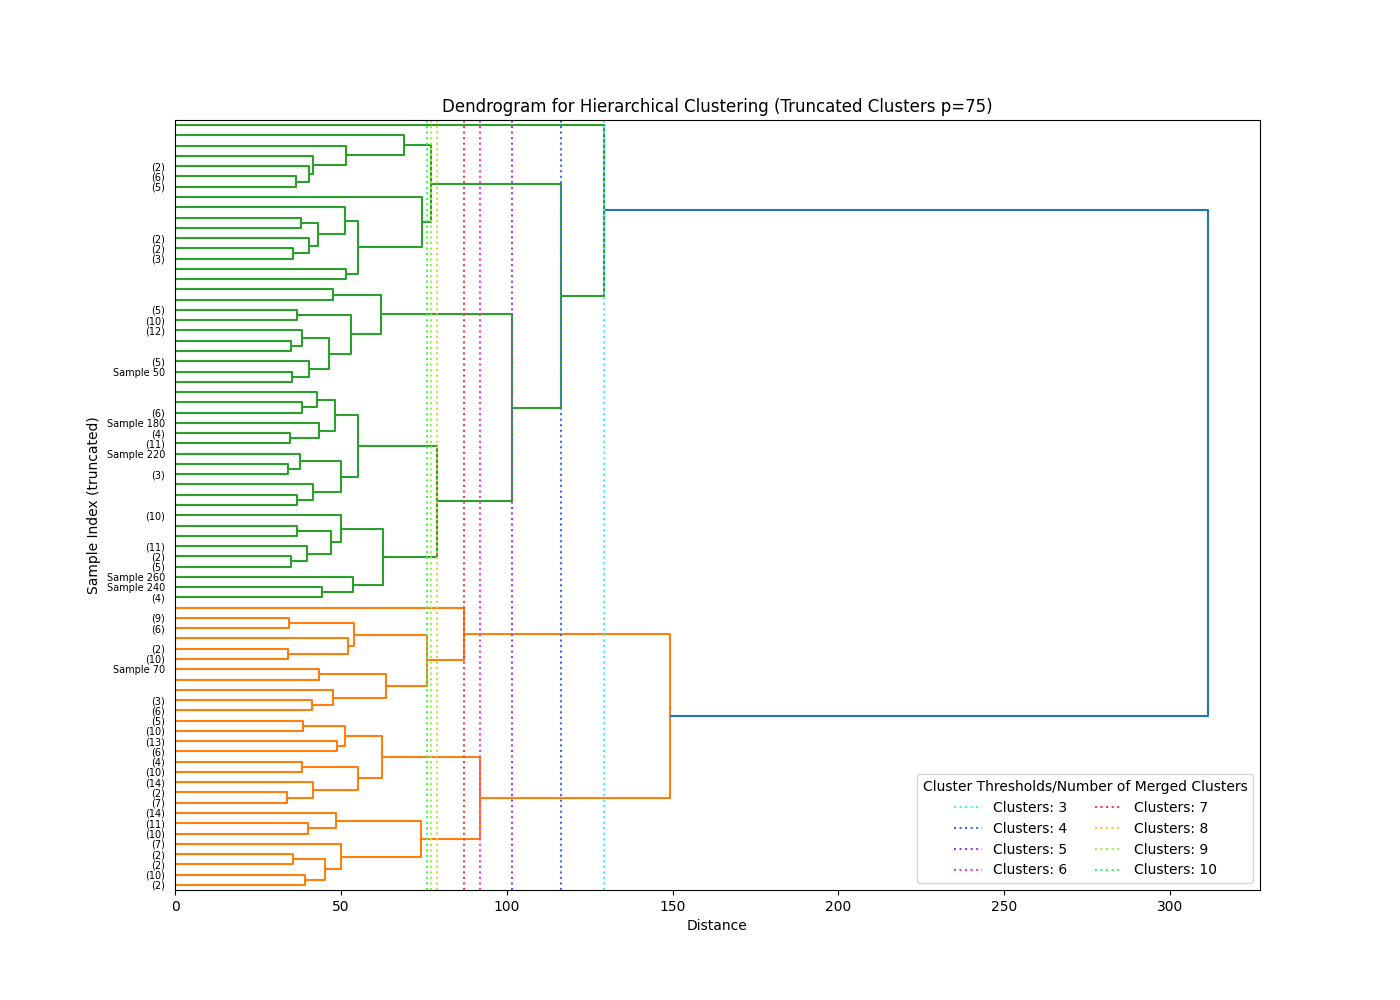 Dendrogram for Hierarchical Clustering (Truncated Clusters p=75)
(2)
(6)
(5)
(2)
(2)
(3)
(5)
(10)
(12)
(5)
Sample 50
(6)
Sample 180
(4)
(11)
Sample 220
(3)
(10)
(11)
(2)
(5)
Sample 260
Sample 240
(4)
(9)
(6)
(2)
(10)
Sample 70
(3)
(6)
(5)
(10)
(13)
(6)
(4)
(10)
(14)
(2)
(7)
(14)
(11)
(10)
(7)
(2)
(2)
(10)
(2)
Sample Index (truncated)
Cluster Thresholds/Number of Merged Clusters
Clusters: 3
Clusters: 4
Clusters: 5
Clusters: 6
Clusters: 7
Clusters: 8
Clusters: 9
Clusters: 10
0 50 100 150 200 250 300
Distance